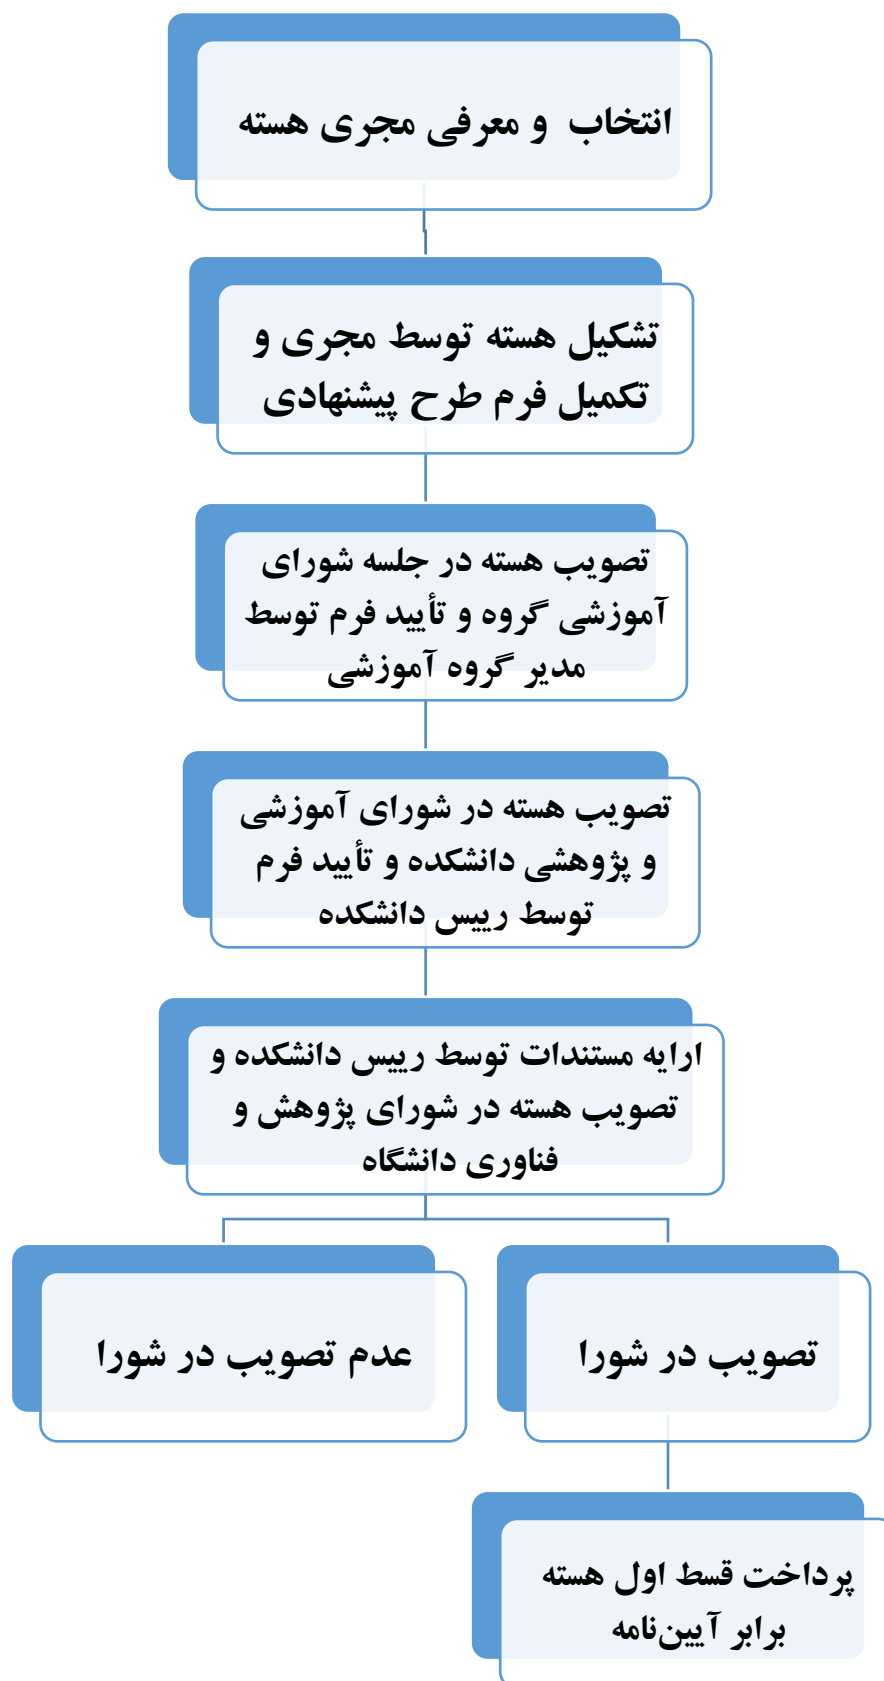 انتخاب و معرفی مجری هسته
تشکیل هسته توسط مجری و
تکمیل فرم طرح پیشنهادی
تصویب هسته در جلسه شورای
آموزشی گروه و تأیید فرم توسط
مدیر گروه آموزشی
تصویب هسته در شورای آموزشی
و پژوهشی دانشکده و تأیید فرم
توسط رییس دانشکده
ارایه مستندات توسط رییس دانشکده و
تصویب هسته در شورای پژوهش و
فناوری دانشگاه
تصویب در شورا
عدم تصویب در شورا
پرداخت قسط اول هسته
برابر آیین‌نامه